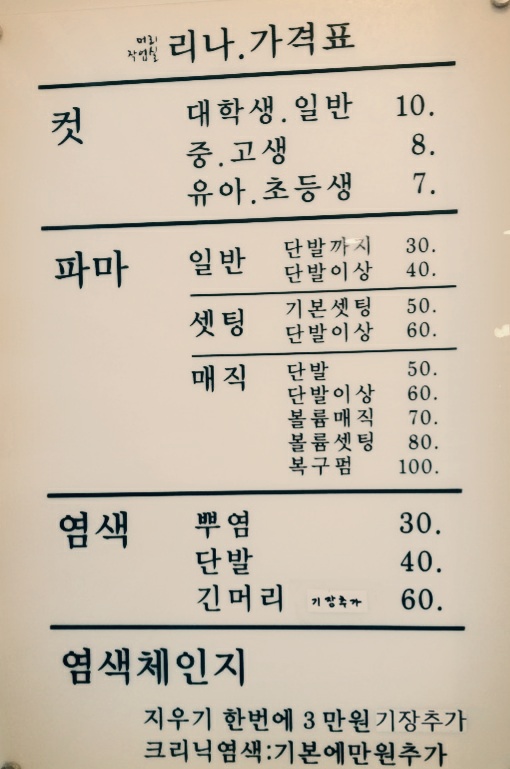 머리
작업실 리나.가격표
컷 대학생.일반 10.
중.고생 8.
유아.초등생 7.
파마 일반 단발까지 30.
단발이상 40.
셋팅 기본셋팅 50.
단발이상 60.
매직 단발 50.
단발이상 60.
볼륨매직 70.
볼륨셋팅 80.
복구펌 100.
염색 뿌염 30.
단발 40.
긴머리 기장추가 60.
염색체인지
지우기 한번에 3만원 기장추가
크리닉염색:기본에만원추가